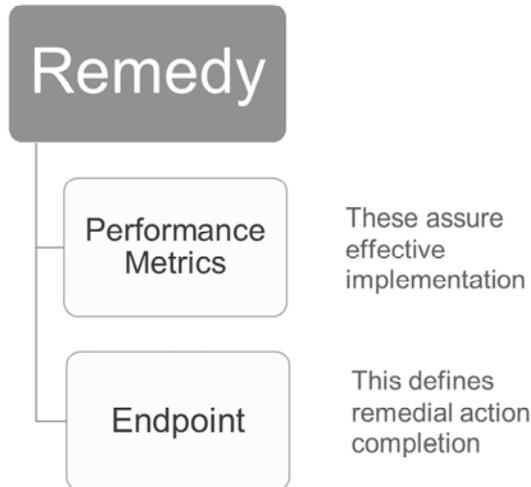 Remedy
Performance
Metrics
These assure
effective
implementation
Endpoint
This defines
remedial action
completion